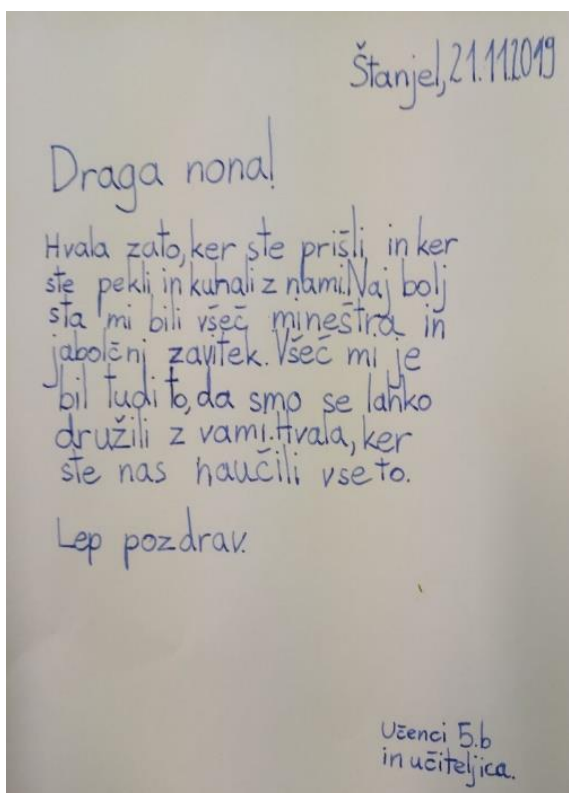 Štanjel, 21.11.2019
Draga nona!
Hvala zato, ker ste prišli in ker
ste pekli in kuhali z nami. Naj bolj
sta mi bili všeč mineštra in
jabolčni zavitek. Všeč mi je
bil tudi to, da smo se lahko
družili z vami. Hvala, ker
ste nas naučili vse to.
Lep pozdrav.
Učenci 5.b
in učiteljica.